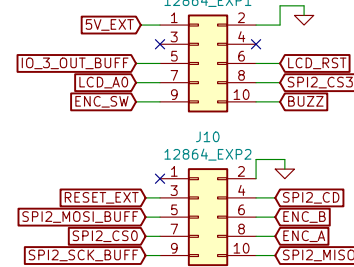 12864_EXP1
5V_EXT 1 2
3 4
IO_3_OUT_BUFF 5 6 LCD_RST
LCD_A0 7 8 SPI2_CS3
ENC_SW 9 10 BUZZ
J10
12864_EXP2
1 2
RESET_EXT 3 4 SPI2_CD
SPI2_MOSI_BUFF 5 6 ENC_B
SPI2_CS0 7 8 ENC_A
SPI2_SCK_BUFF 9 10 SPI2_MISO